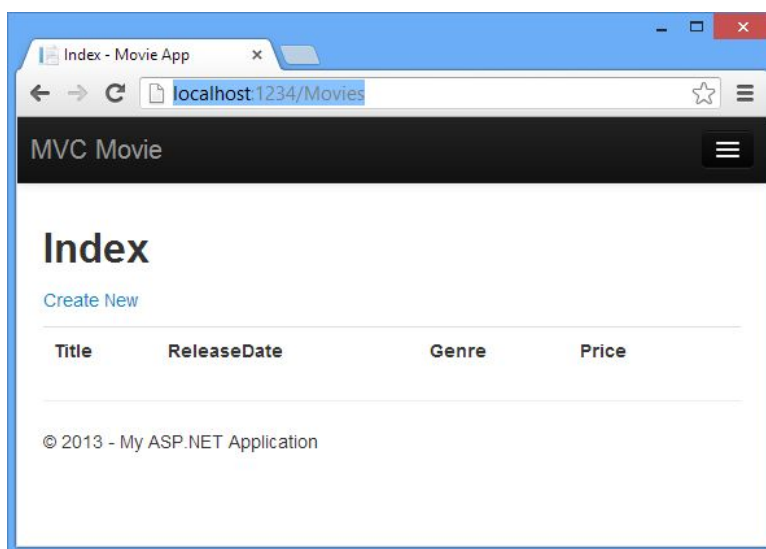 Index - Movie App
localhost:1234/Movies
MVC Movie
Index
Create New
Title ReleaseDate Genre Price
© 2013 - My ASP.NET Application